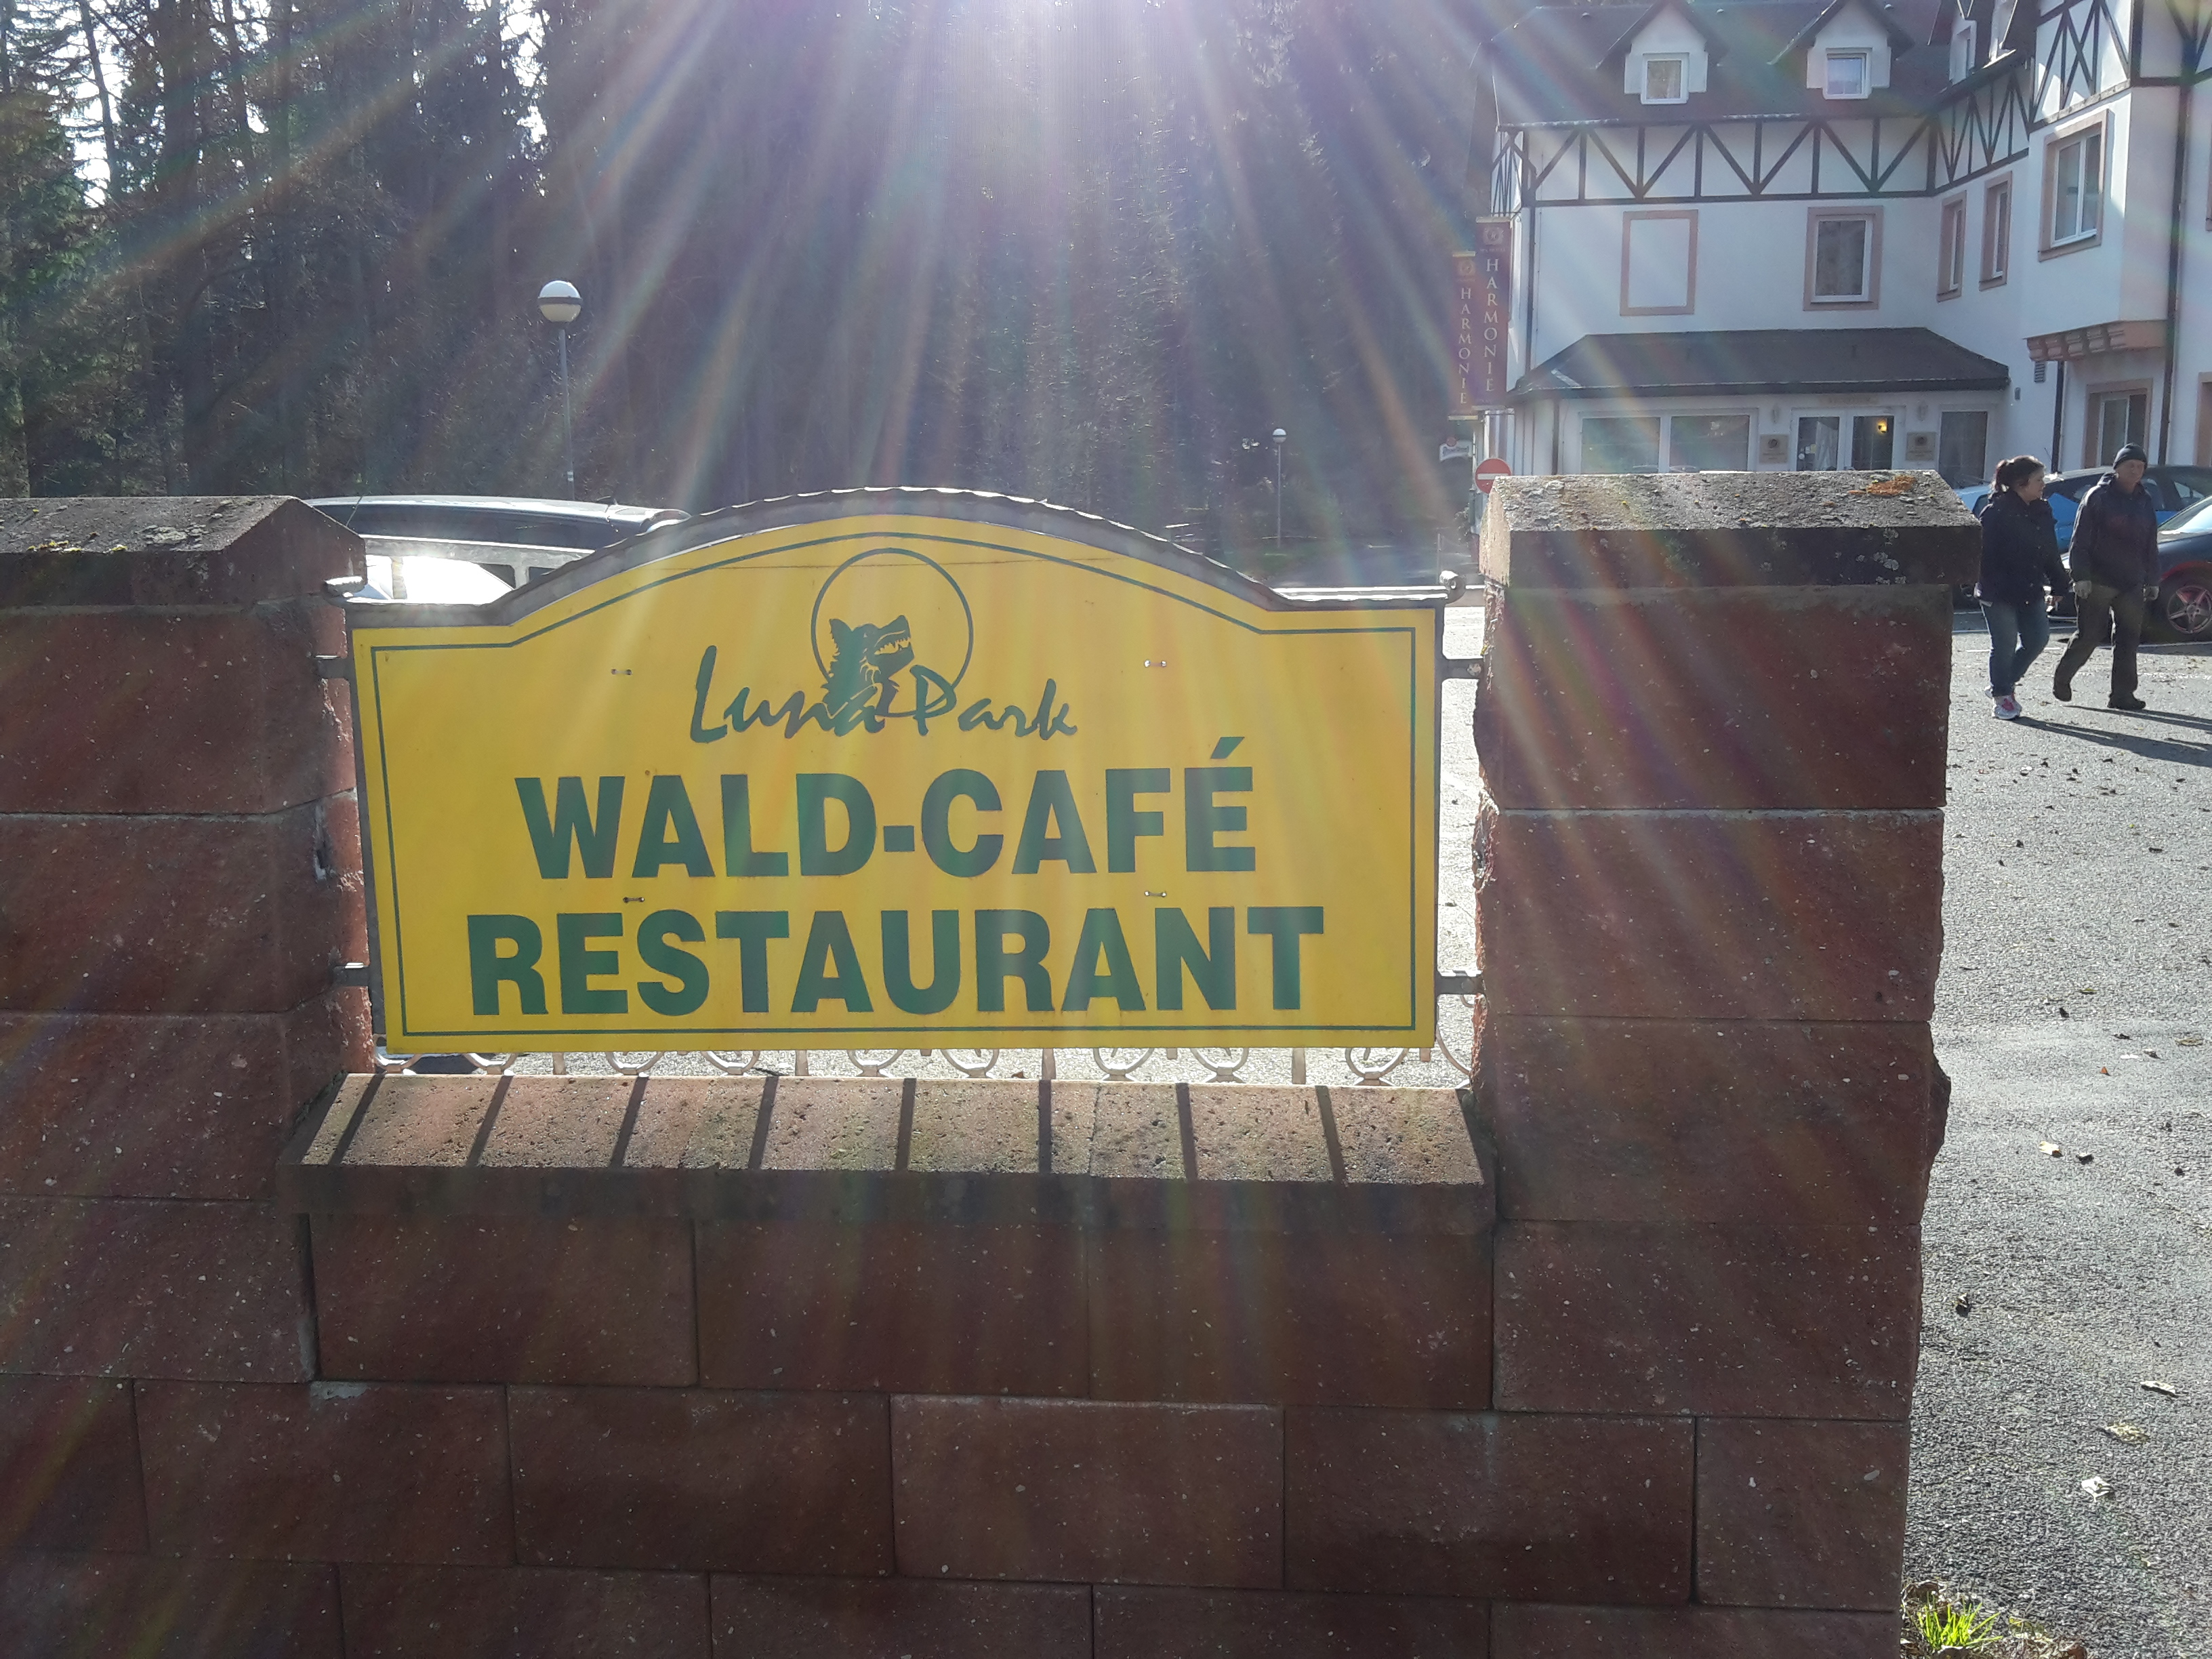 Luna Park
WALD-CAFÉ
RESTAURANT
HARMONIE
HARMONIE